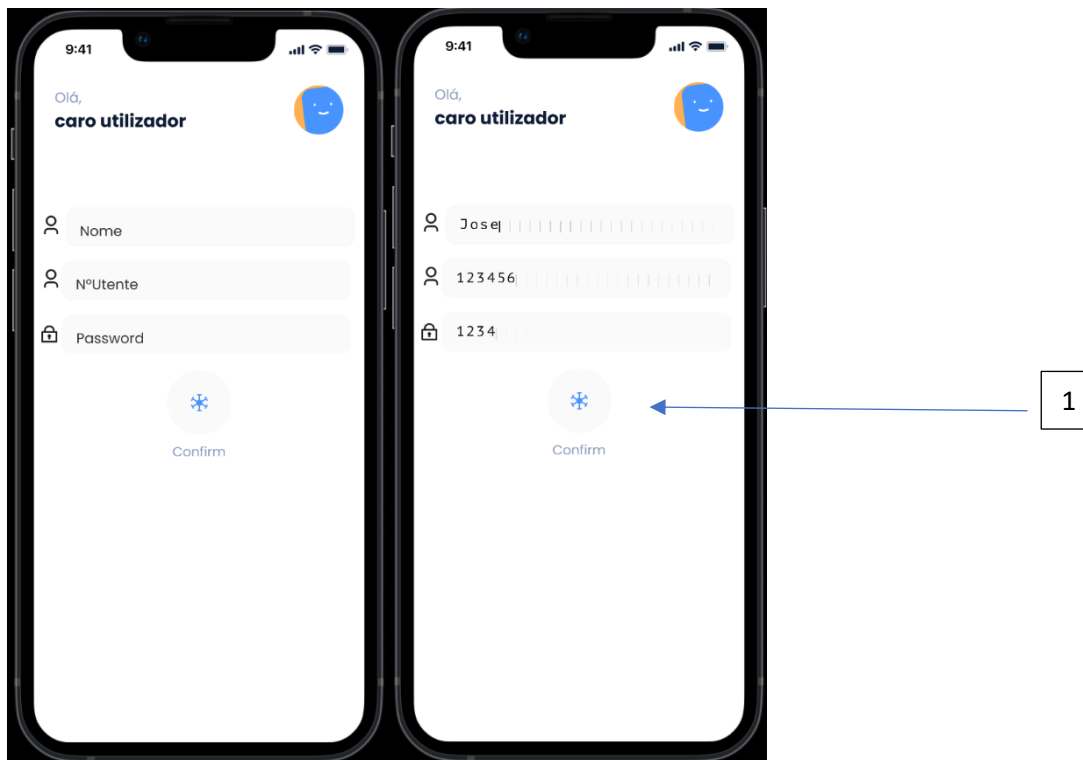 9:41
Olá,
caro utilizador
Nome
NºUtente
Password
Confirm
9:41
Olá,
caro utilizador
Jose
123456
1234
Confirm
1